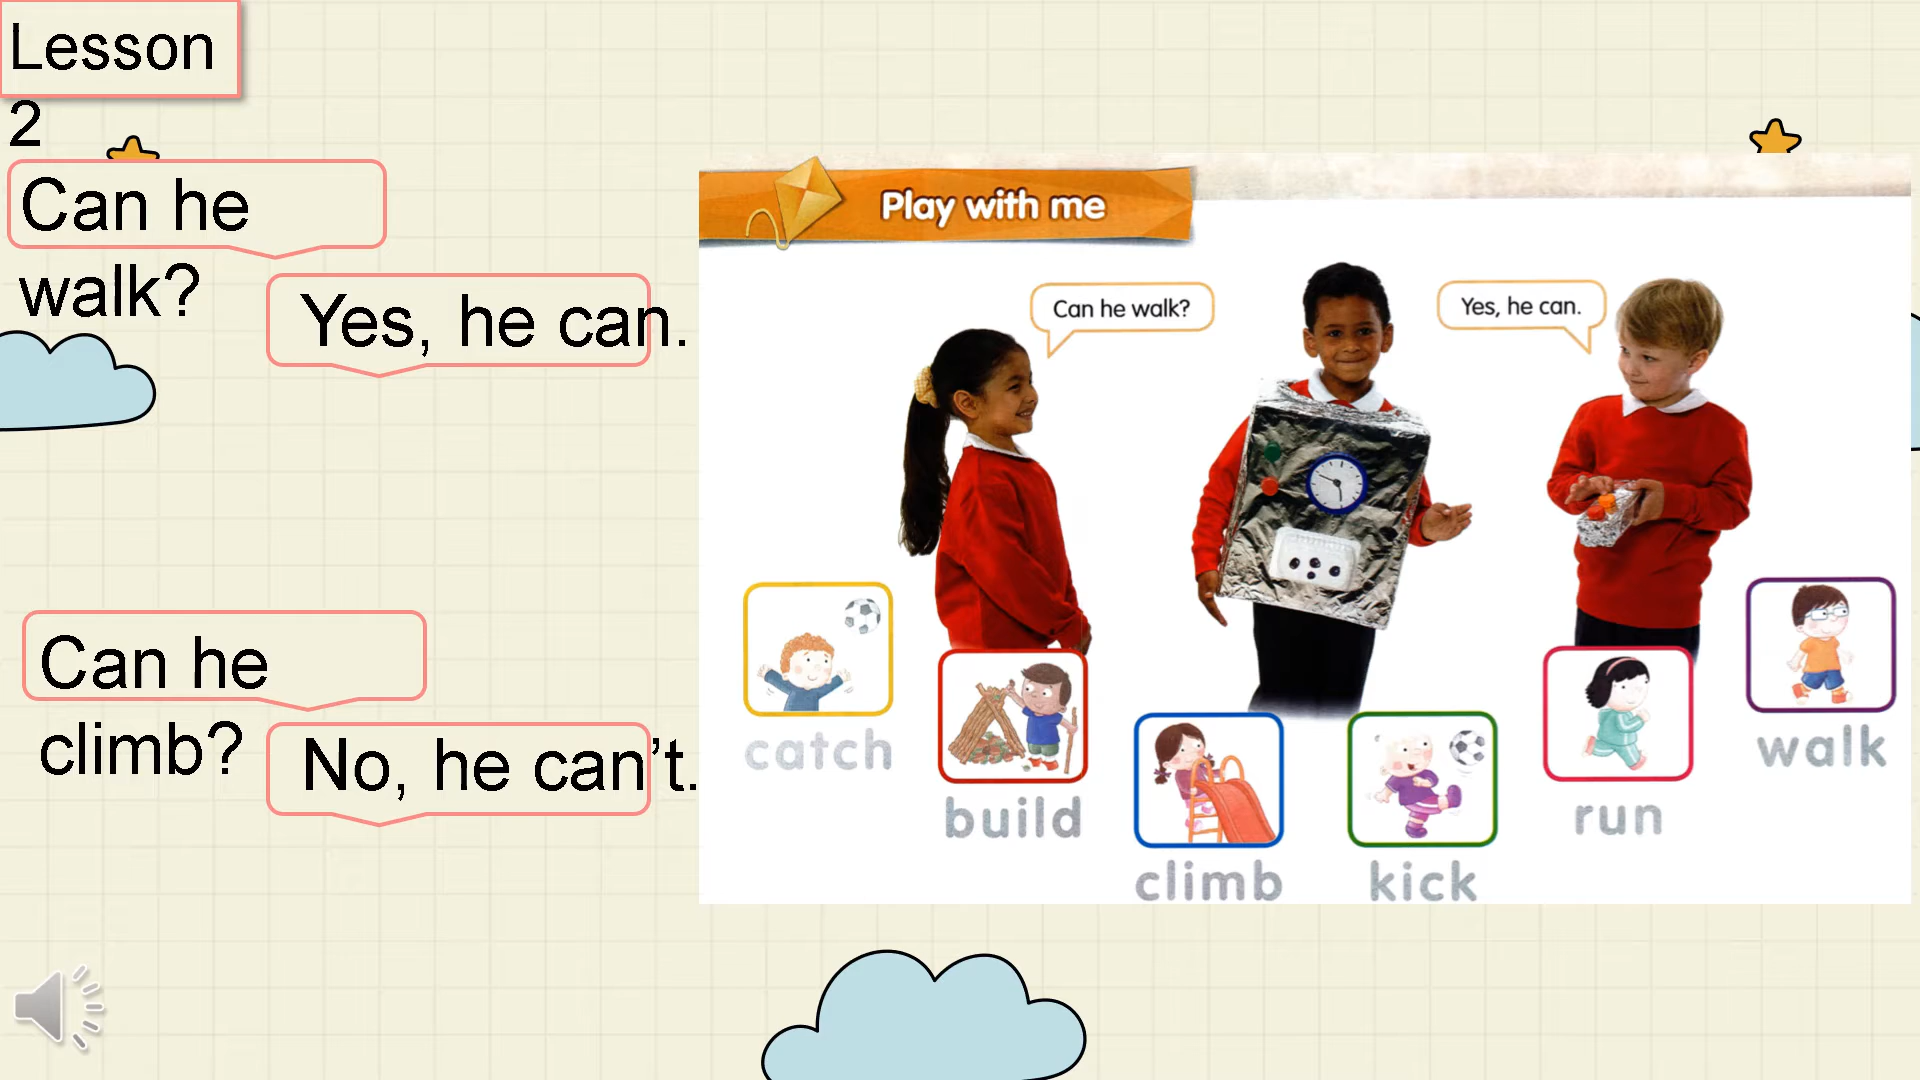 Lesson
2
Can he
walk?
Yes, he can.
Can he
climb?
No, he can’t.
Play with me
Can he walk?
Yes, he can.
catch
build
climb
kick
run
walk